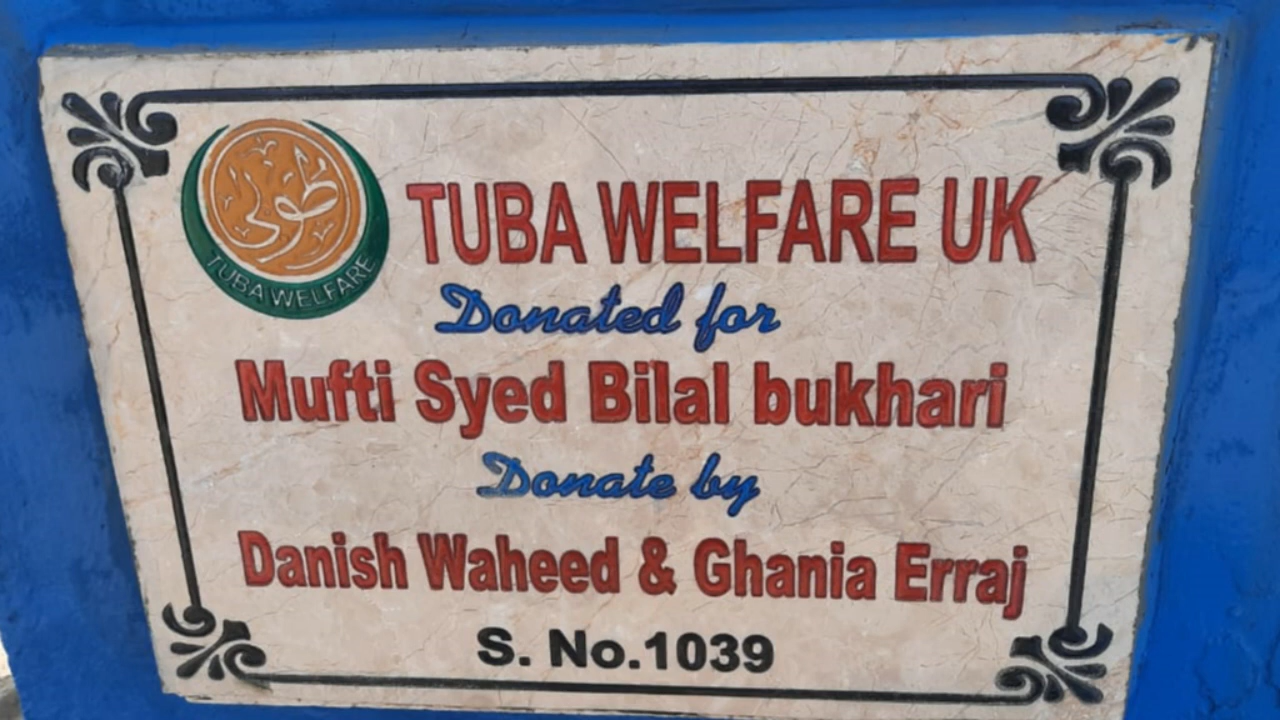 طوبى
TUBA WELFARE
TUBA WELFARE UK
Donated for
Mufti Syed Bilal bukhari
Donate by
Danish Waheed & Ghania Erraj
S. No.1039